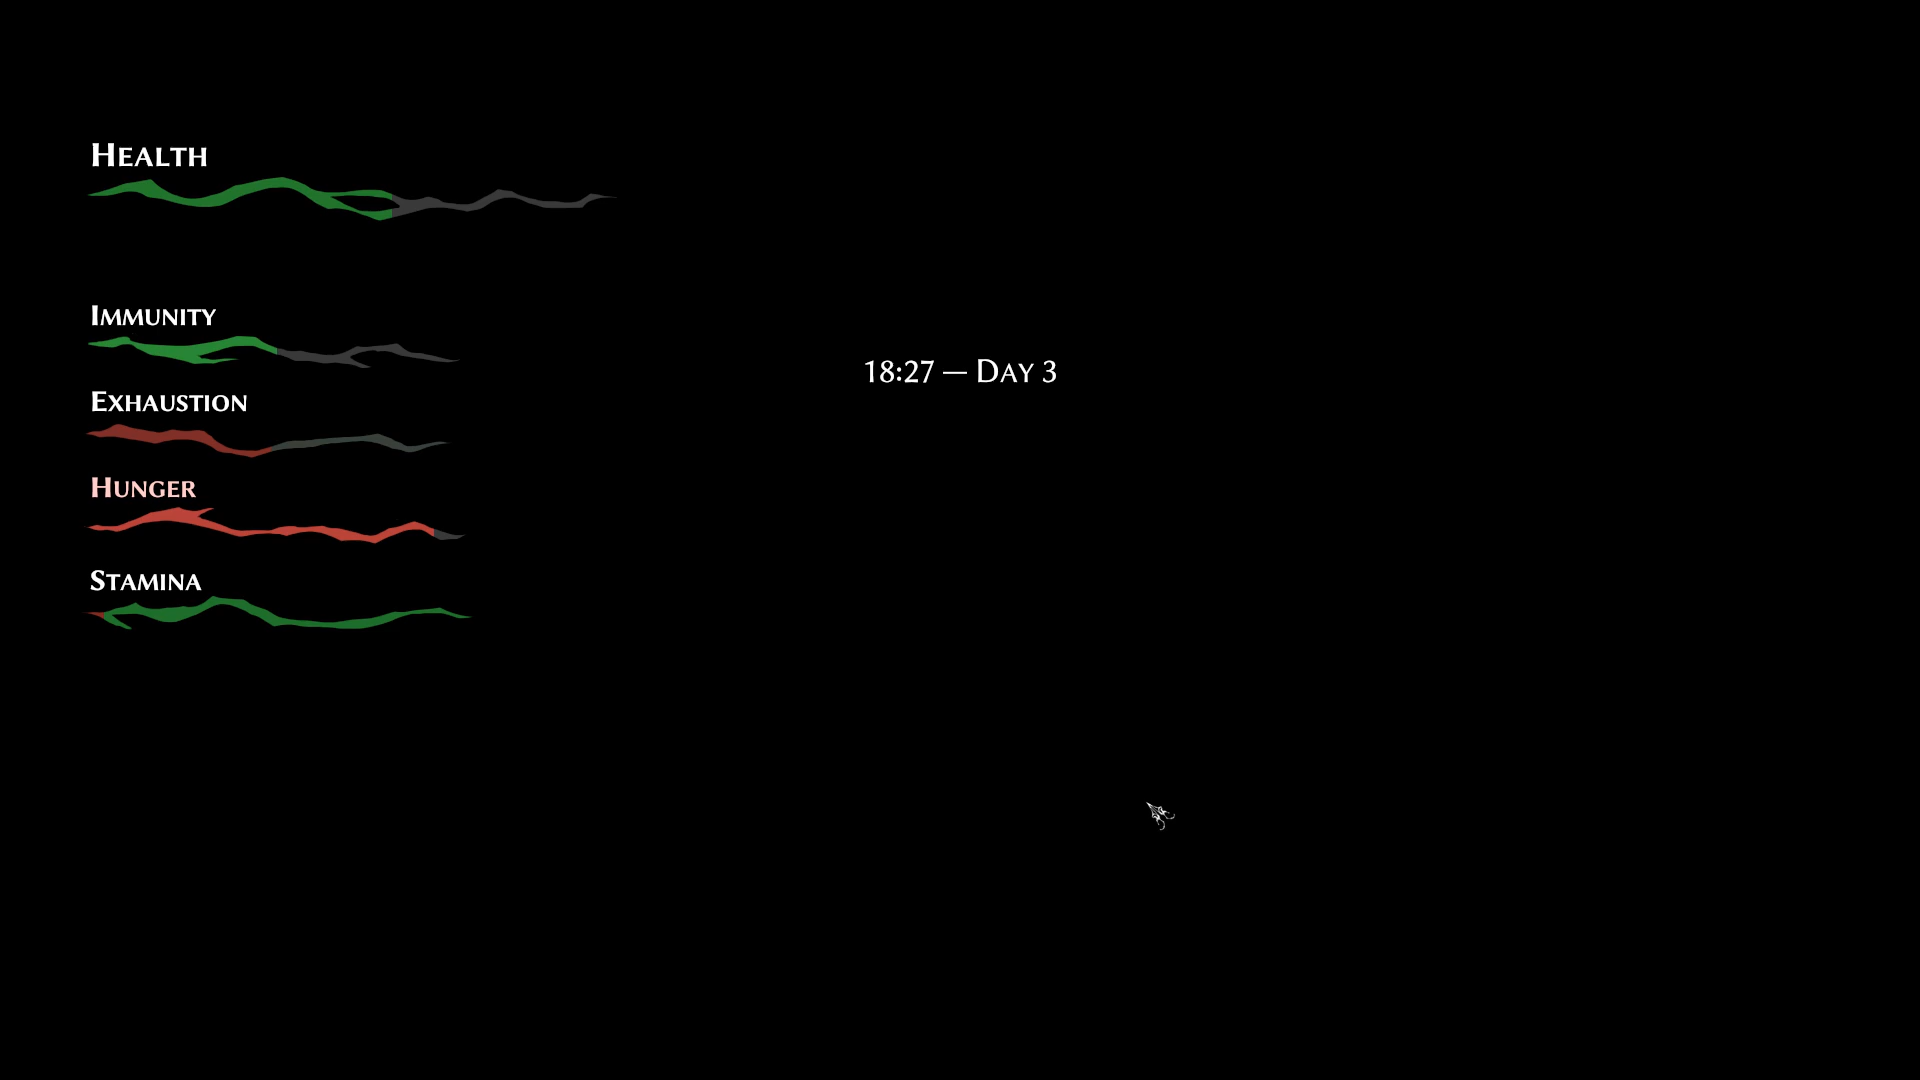 Health
Immunity
18:27 — Day 3
Exhaustion
Hunger
Stamina